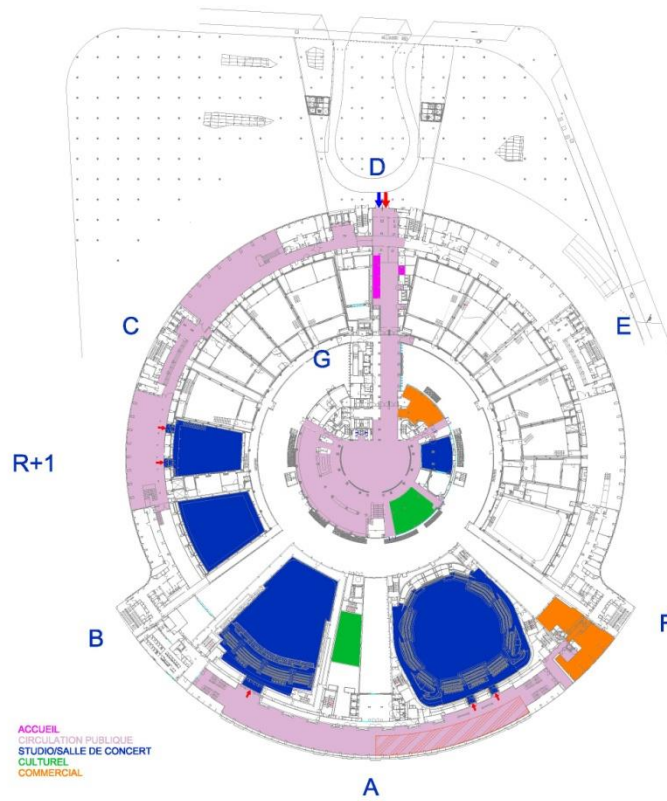 D
C
E
G
R+1
B
F
ACCUEIL
CIRCULATION PUBLIQUE
STUDIO/SALLE DE CONCERT
CULTUREL
COMMERCIAL
A